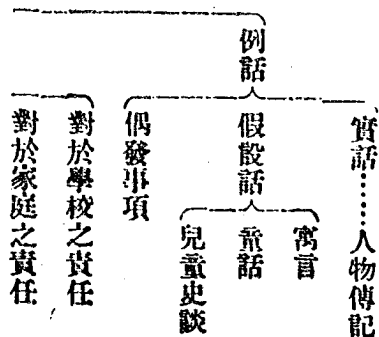 例話
實話……人物傳記
假設話
寓言
童話
兒童史談
偶發事項
對於學校之責任
對於家庭之責任